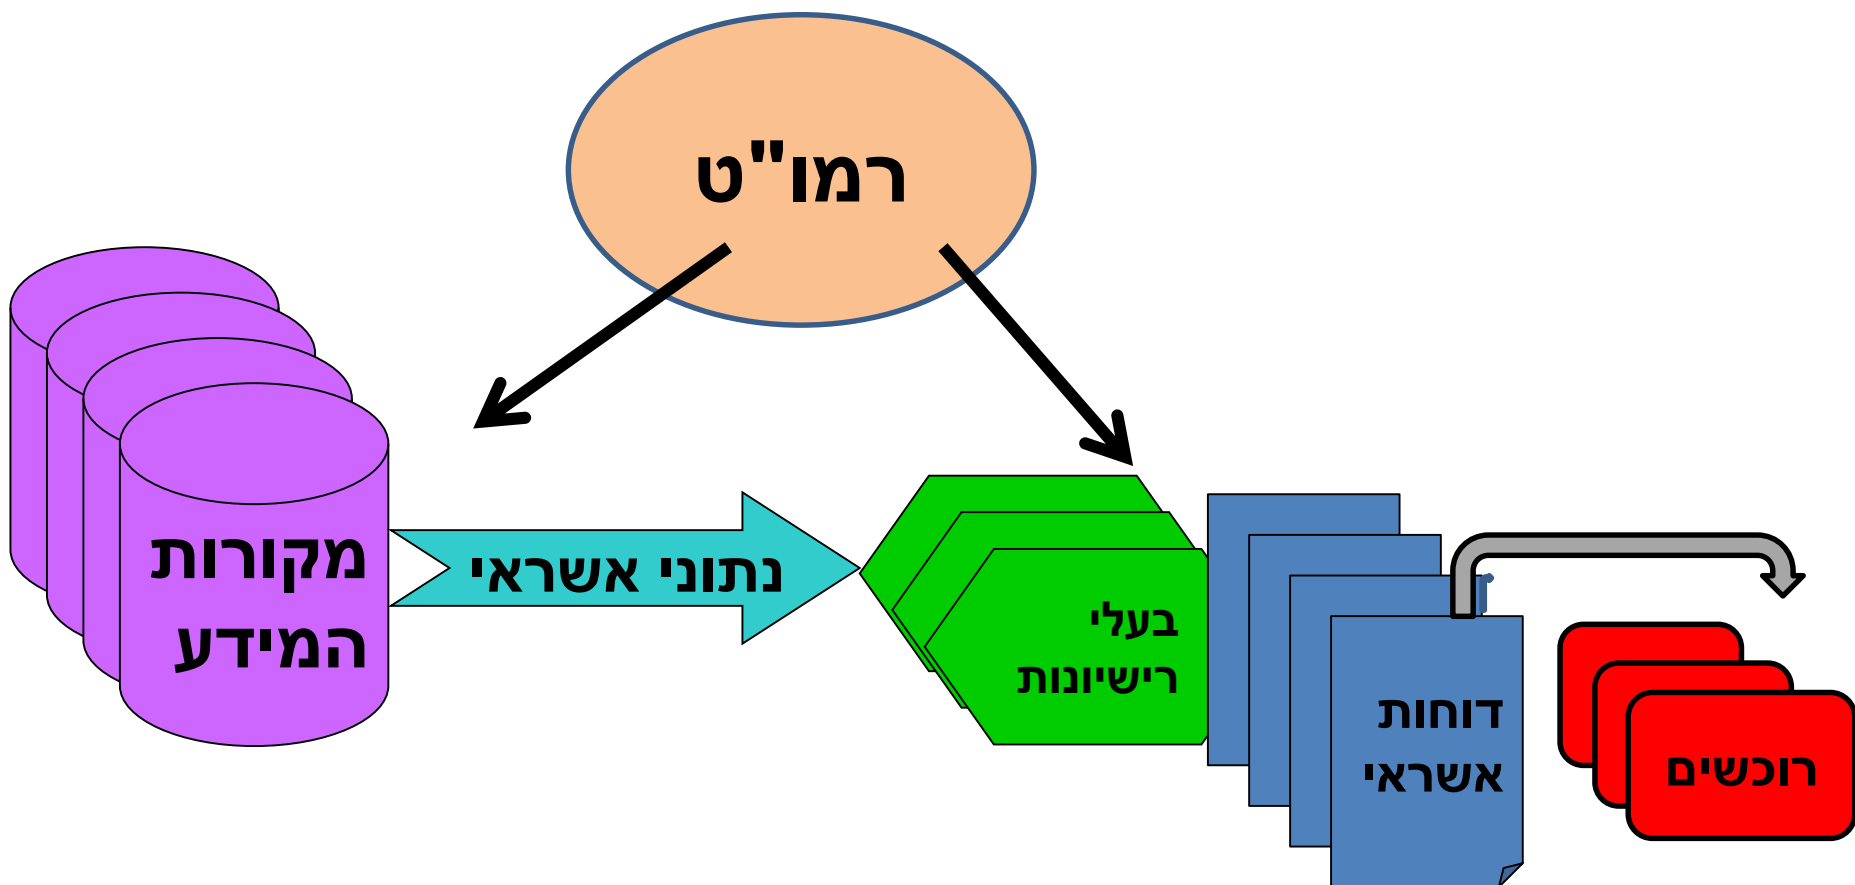 רמו"ט
מקורות
המידע
נתוני אשראי
בעלי
רישיונות
דוחות
אשראי
רוכשים